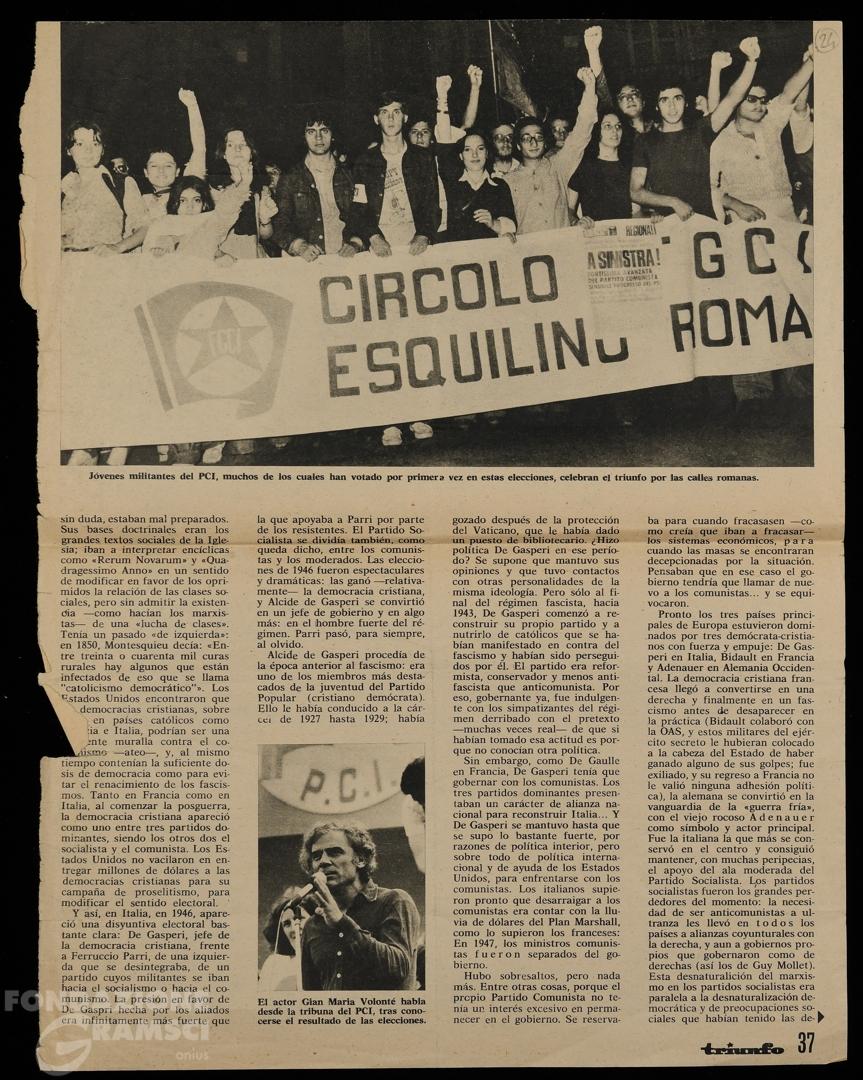 24
REGIONALI
A SINISTRA!
FORTISSIMA AVANZATA
DEL PARTITO COMUNISTA
CIRCOLO FGCI
ESQUILINO ROMA
PCI
Jóvenes militantes del PCI, muchos de los cuales han votado por primera vez en estas elecciones, celebran el triunfo por las calles romanas.
sin duda, estaban mal preparados.
Sus bases doctrinales eran los
grandes textos sociales de la Igle-
sia; iban a interpretar encíclicas
como «Rerum Novarum» y «Qua-
dragessimo Anno» en un sentido
de modificar en favor de los opri-
midos la relación de las clases so-
ciales, pero sin admitir la existen-
cia —como hacían los marxis-
tas— de una «lucha de clases».
Tenía un pasado «de izquierda»:
en 1850, Montesquieu decía: «En-
tre treinta o cuarenta mil curas
rurales hay algunos que están
infectados de eso que se llama
"catolicismo democrático"». Los
Estados Unidos encontraron que
democracias cristianas, sobre
en países católicos como
cia e Italia, podrían ser una
ente muralla contra el co-
nismo —ateo—, y, al mismo
tiempo contenían la suficiente do-
sis de democracia como para evi-
tar el renacimiento de los fascis-
mos. Tanto en Francia como en
Italia, al comenzar la posguerra,
la democracia cristiana apareció
como uno entre tres partidos do-
minantes, siendo los otros dos el
socialista y el comunista. Los Es-
tados Unidos no vacilaron en en-
tregar millones de dólares a las
democracias cristianas para su
campaña de proselitismo, para
modificar el sentido electoral.
Y así, en Italia, en 1946, apare-
ció una disyuntiva electoral bas-
tante clara: De Gasperi, jefe de
la democracia cristiana, frente
a Ferruccio Parri, de una izquier-
da que se desintegraba, de un
partido cuyos militantes se iban
hacia el socialismo o hacia el co-
munismo. La presión en favor de
De Gaspri hecha por los aliados
era infinitamente más fuerte que
la que apoyaba a Parri por parte
de los resistentes. El Partido So-
cialista se dividía también, como
queda dicho, entre los comunis-
tas y los moderados. Las eleccio-
nes de 1946 fueron espectaculares
y dramáticas: las ganó —relativa-
mente— la democracia cristiana,
y Alcide de Gasperi se convirtió
en un jefe de gobierno y en algo
más: en el hombre fuerte del ré-
gimen. Parri pasó, para siempre,
al olvido.
Alcide de Gasperi procedía de
la época anterior al fascismo: era
uno de los miembros más desta-
cados de la juventud del Partido
Popular (cristiano demócrata).
Ello le había conducido a la cár-
cel de 1927 hasta 1929; había
P.C.I.
El actor Gian Maria Volonté habla
desde la tribuna del PCI, tras cono-
cerse el resultado de las elecciones.
gozado después de la protección
del Vaticano, que le había dado
un puesto de bibliotecario. ¿Hizo
política De Gasperi en ese perío-
do? Se supone que mantuvo sus
opiniones y que tuvo contactos
con otras personalidades de la
misma ideología. Pero sólo al fi-
nal del régimen fascista, hacia
1943, De Gasperi comenzó a re-
construir su propio partido y a
nutrirlo de católicos que se ha-
bían manifestado en contra del
fascismo y habían sido persegui-
dos por él. El partido era refor-
mista, conservador y menos anti-
fascista que anticomunista. Por
eso, gobernante ya, fue indulgen-
te con los simpatizantes del régi-
men derribado con el pretexto
—muchas veces real— de que si
habían tomado esa actitud es por-
que no conocían otra política.
Sin embargo, como De Gaulle
en Francia, De Gasperi tenía que
gobernar con los comunistas. Los
tres partidos dominantes presen-
taban un carácter de alianza na-
cional para reconstruir Italia... Y
De Gasperi se mantuvo hasta que
se supo lo bastante fuerte, por
razones de política interior, pero
sobre todo de política interna-
cional y de ayuda de los Estados
Unidos, para enfrentarse con los
comunistas. Los italianos supie-
ron pronto que desarraigar a los
comunistas era contar con la llu-
via de dólares del Plan Marshall,
como lo supieron los franceses:
En 1947, los ministros comunis-
tas fueron separados del go-
bierno.
Hubo sobresaltos, pero nada
más. Entre otras cosas, porque el
propio Partido Comunista no te-
nía un interés excesivo en perma-
necer en el gobierno. Se reserva-
ba para cuando fracasasen —co-
mo creía que iban a fracasar—
los sistemas económicos, para
cuando las masas se encontraran
decepcionadas por la situación.
Pensaban que en ese caso el go-
bierno tendría que llamar de nue-
vo a los comunistas... y se equi-
vocaron.
Pronto los tres países princi-
pales de Europa estuvieron domi-
nados por tres demócrata-cristia-
nos con fuerza y empuje: De Gas-
peri en Italia, Bidault en Francia
y Adenauer en Alemania Occiden-
tal. La democracia cristiana fran-
cesa llegó a convertirse en una
derecha y finalmente en un fas-
cismo antes de desaparecer en
la práctica (Bidault colaboró con
la OAS, y estos militares del ejér-
cito secreto le hubieran colocado
a la cabeza del Estado de haber
ganado alguno de sus golpes; fue
exiliado, y su regreso a Francia no
le valió ninguna adhesión políti-
ca), la alemana se convirtió en la
vanguardia de la «guerra fría»,
con el viejo rocoso Adenauer
como símbolo y actor principal.
Fue la italiana la que más se con-
servó en el centro y consiguió
mantener, con muchas peripecias,
el apoyo del ala moderada del
Partido Socialista. Los partidos
socialistas fueron los grandes per-
dedores del momento: la necesi-
dad de ser anticomunistas a ul-
tranza les llevó en todos los
países a alianzas coyunturales con
la derecha, y aun a gobiernos pro-
pios que gobernaron como de
derechas (así los de Guy Mollet).
Esta desnaturalización del marxis-
mo en los partidos socialistas era
paralela a la desnaturalización de-
mocrática y de preocupaciones so-
ciales que habían tenido las de-
triunfo 37
FON
GRAMSCI
onlus